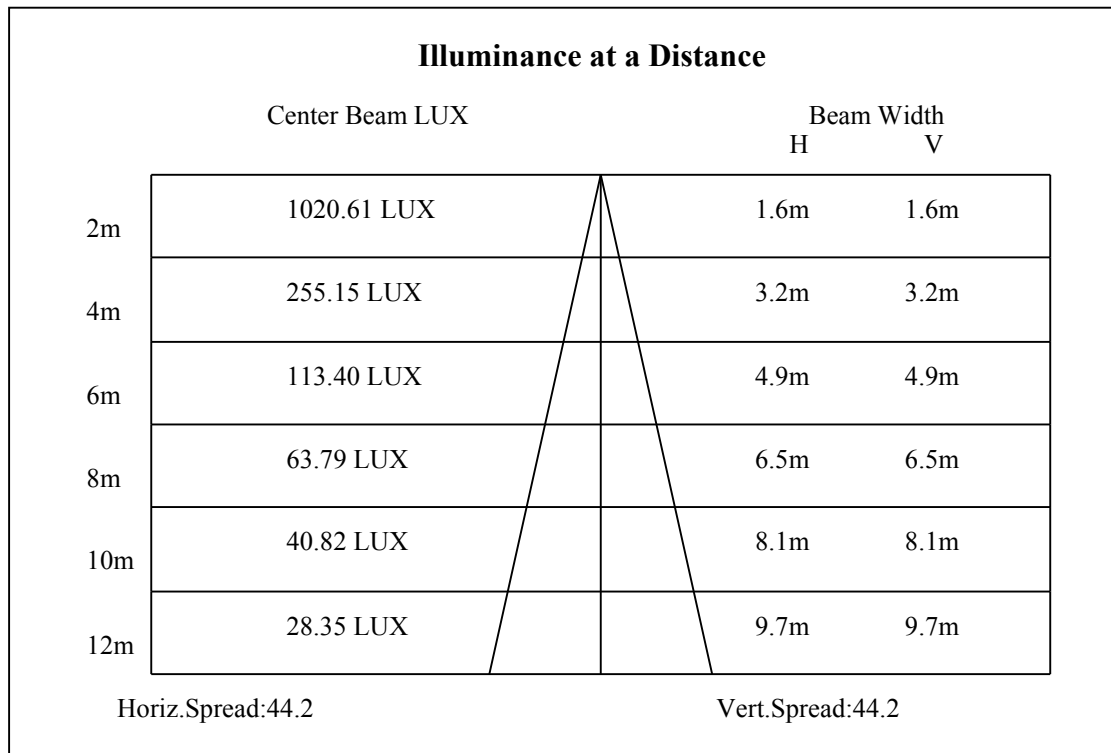 Illuminance at a Distance
Center Beam LUX Beam Width
H V
2m 1020.61 LUX 1.6m 1.6m
4m 255.15 LUX 3.2m 3.2m
6m 113.40 LUX 4.9m 4.9m
8m 63.79 LUX 6.5m 6.5m
10m 40.82 LUX 8.1m 8.1m
12m 28.35 LUX 9.7m 9.7m
Horiz.Spread:44.2 Vert.Spread:44.2